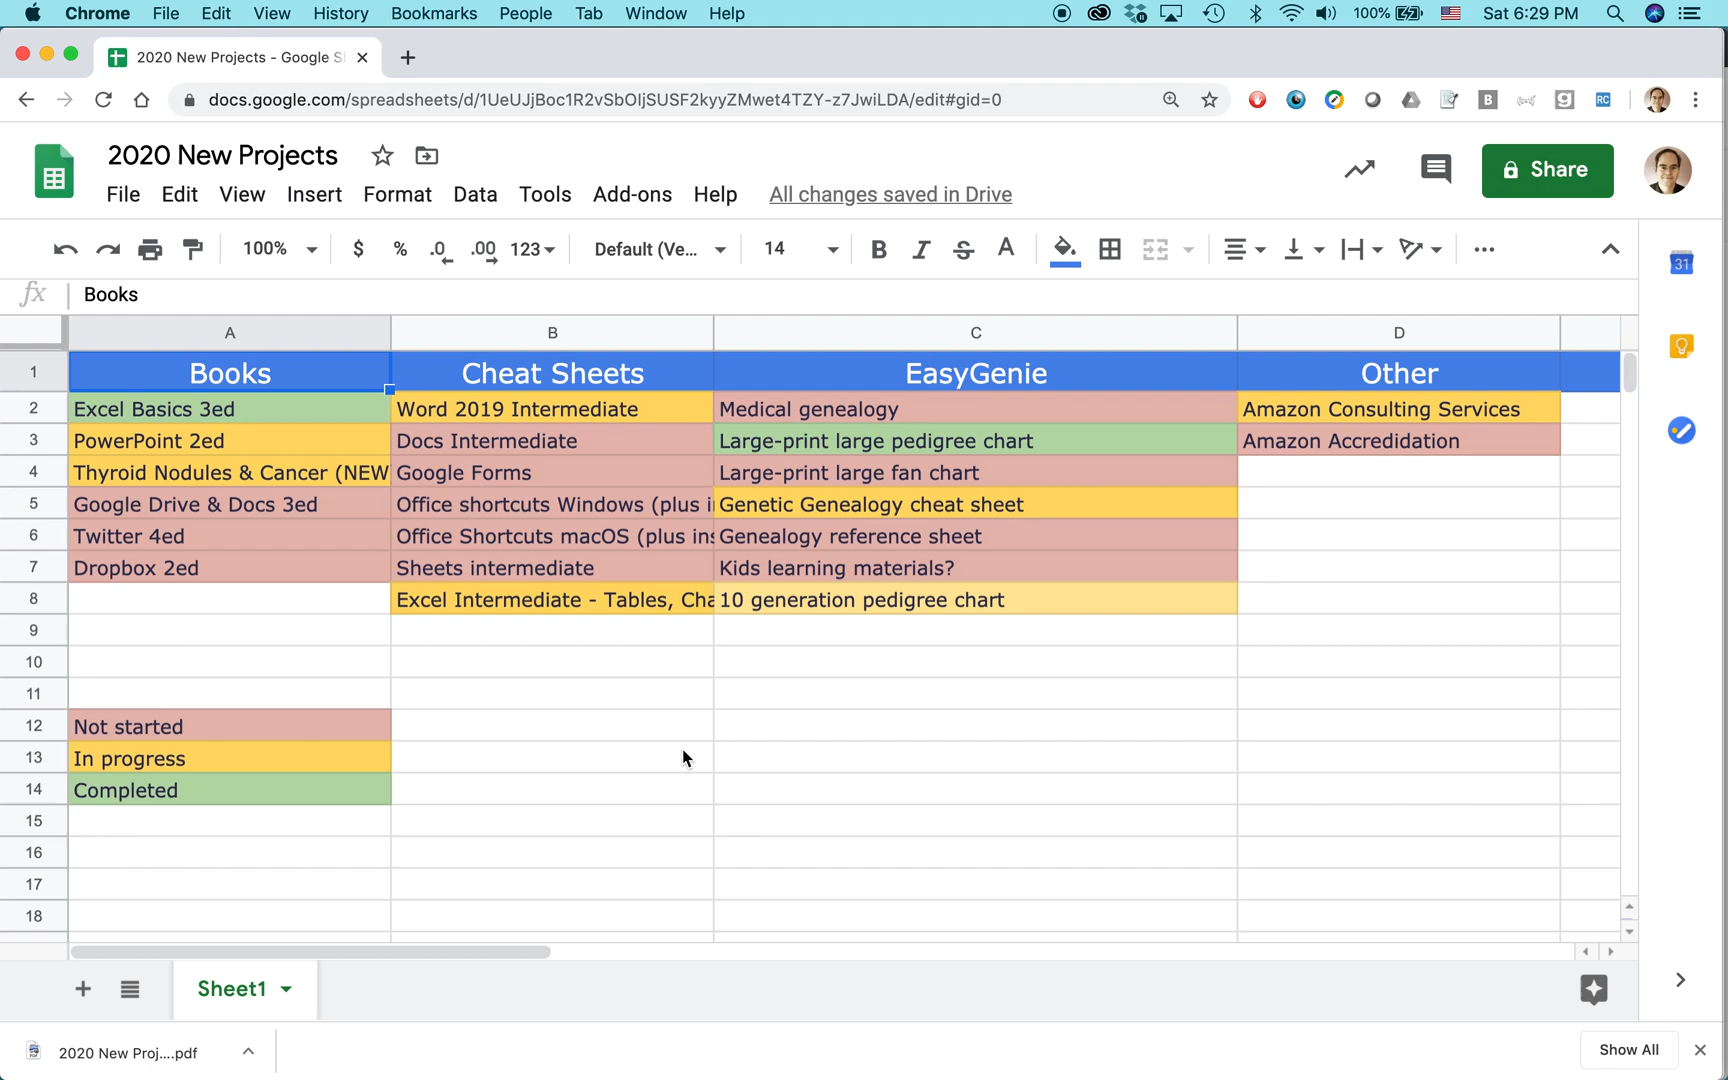 Chrome File Edit View History Bookmarks People Tab Window Help 100% Sat 6:29 PM
2020 New Projects - Google S
docs.google.com/spreadsheets/d/1UeUJjBoc1R2vSbOIjSUSF2kyyZMwet4TZY-z7JwiLDA/edit#gid=0 B g RC
2020 New Projects
Share
File Edit View Insert Format Data Tools Add-ons Help All changes saved in Drive
100% $ % .0 .00 123 Default (Ve... 14 B I S A
31
fx Books
A B C D
1 Books Cheat Sheets EasyGenie Other
2 Excel Basics 3ed Word 2019 Intermediate Medical genealogy Amazon Consulting Services
3 PowerPoint 2ed Docs Intermediate Large-print large pedigree chart Amazon Accredidation
4 Thyroid Nodules & Cancer (NEW Google Forms Large-print large fan chart
5 Google Drive & Docs 3ed Office shortcuts Windows (plus i Genetic Genealogy cheat sheet
6 Twitter 4ed Office Shortcuts macOS (plus ins Genealogy reference sheet
7 Dropbox 2ed Sheets intermediate Kids learning materials?
8 Excel Intermediate - Tables, Cha 10 generation pedigree chart
9
10
11
12 Not started
13 In progress
14 Completed
15
16
17
18
Sheet1
2020 New Proj....pdf Show All